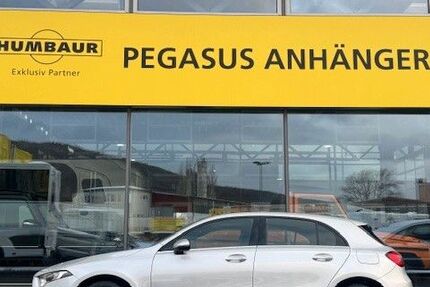 HUMBAUR
Exklusiv Partner
PEGASUS ANHÄNGER